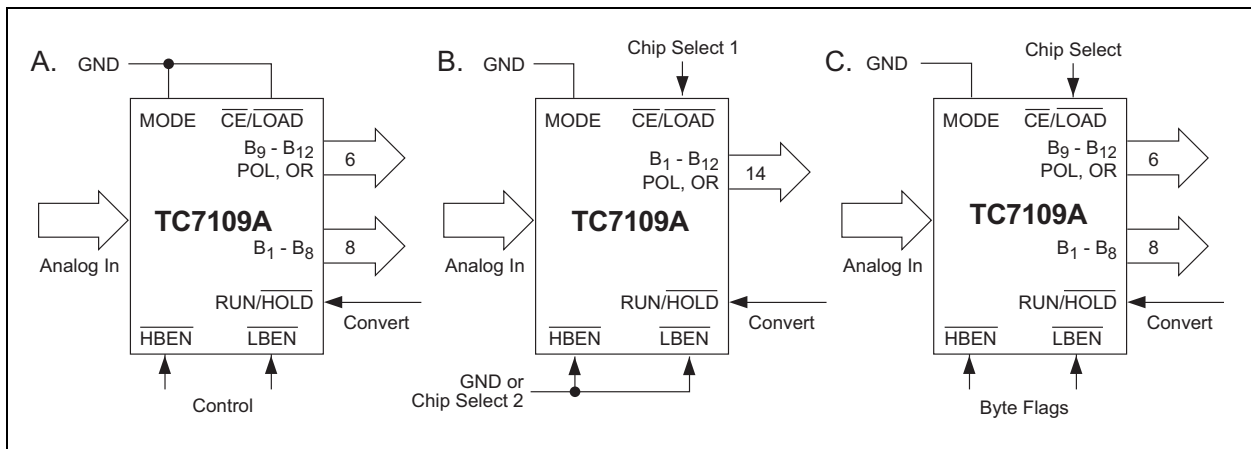 A.
GND
MODE
CE/LOAD
B9 - B12
POL, OR
6
TC7109A
B1 - B8
8
Analog In
RUN/HOLD
Convert
HBEN
LBEN
Control
B.
Chip Select 1
GND
MODE
CE/LOAD
B1 - B12
POL, OR
14
TC7109A
Analog In
RUN/HOLD
Convert
HBEN
LBEN
GND or
Chip Select 2
C.
Chip Select
GND
MODE
CE/LOAD
B9 - B12
POL, OR
6
TC7109A
B1 - B8
8
Analog In
RUN/HOLD
Convert
HBEN
LBEN
Byte Flags